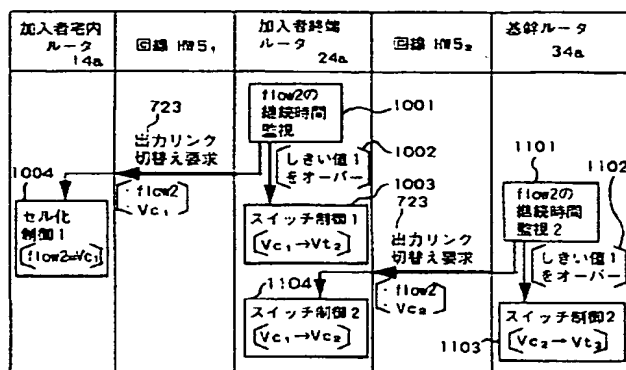 加入者宅内
ルータ
14a
回線 HW5₁
加入者終端
ルータ
24a
回線 HW5₂
基幹ルータ
34a
flow2の
継続時間
監視
1001
723
出力リンク
切替え要求
しきい値1
をオーバー
1002
1004
セル化
制御1
[flow2=Vc₁]
・flow2
・Vc₁
1003
スイッチ制御1
[Vc₁→Vt₂]
723
出力リンク
切替え要求
・flow2
・Vc₂
1101
flow2の
継続時間
監視2
1102
しきい値1
をオーバー
1104
スイッチ制御2
[Vc₁→Vc₂]
スイッチ制御2
[Vc₂→Vt₃]
1103